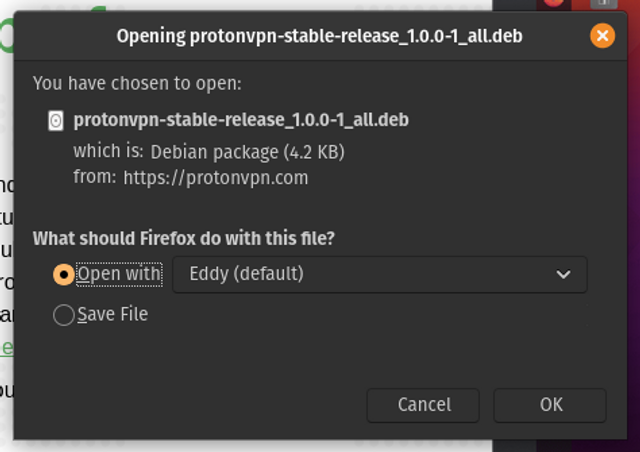 Opening protonvpn-stable-release_1.0.0-1_all.deb
You have chosen to open:
protonvpn-stable-release_1.0.0-1_all.deb
which is: Debian package (4.2 KB)
from: https://protonvpn.com
What should Firefox do with this file?
Open with Eddy (default)
Save File
Cancel OK